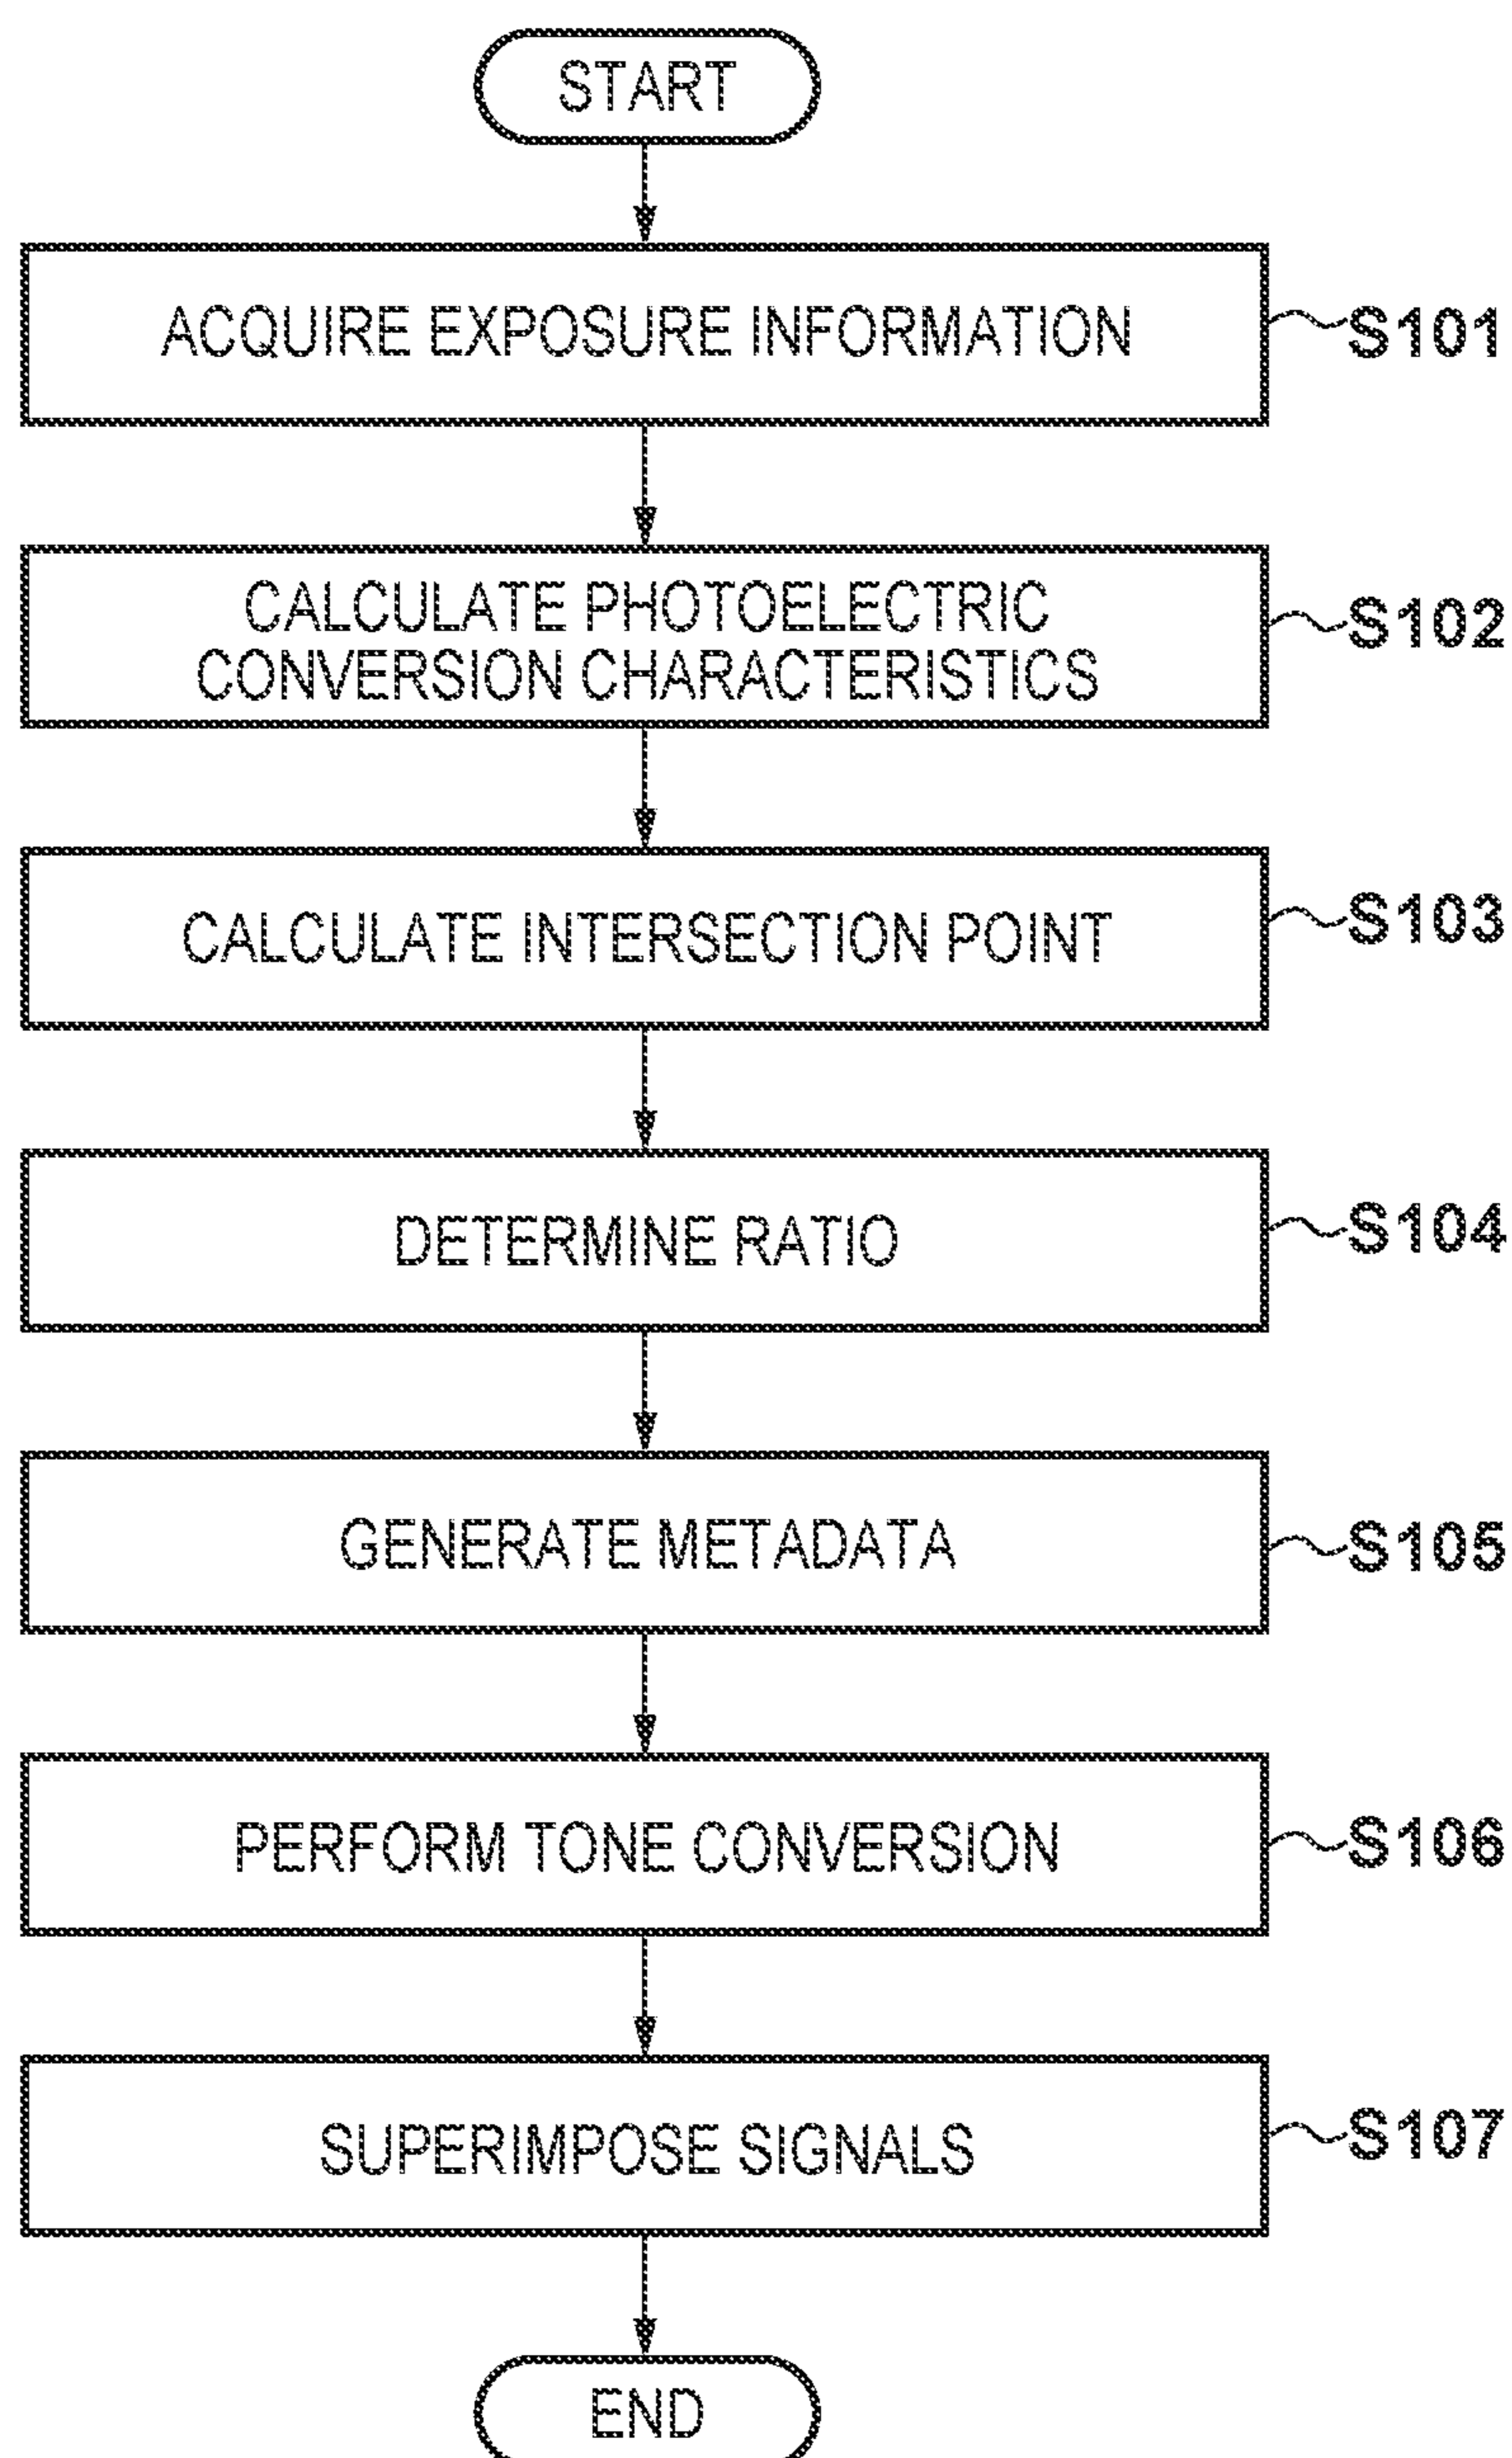 START
ACQUIRE EXPOSURE INFORMATION
S101
CALCULATE PHOTOELECTRIC
CONVERSION CHARACTERISTICS
S102
CALCULATE INTERSECTION POINT
S103
DETERMINE RATIO
S104
GENERATE METADATA
S105
PERFORM TONE CONVERSION
S106
SUPERIMPOSE SIGNALS
S107
END